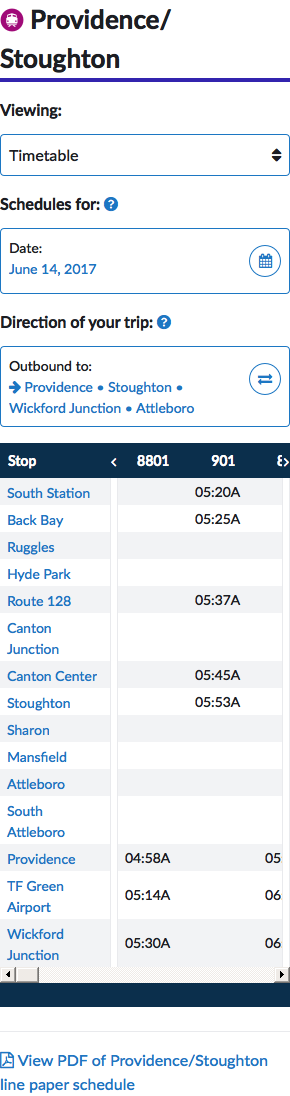 Providence/
Stoughton
Viewing:
Timetable
Schedules for:
Date:
June 14, 2017
Direction of your trip:
Outbound to:
Providence • Stoughton •
Wickford Junction • Attleboro
Stop 8801 901
South Station 05:20A
Back Bay 05:25A
Ruggles
Hyde Park
Route 128 05:37A
Canton
Junction
Canton Center 05:45A
Stoughton 05:53A
Sharon
Mansfield
Attleboro
South
Attleboro
Providence 04:58A 05
TF Green
Airport 05:14A 06
Wickford
Junction 05:30A 06
View PDF of Providence/Stoughton
line paper schedule